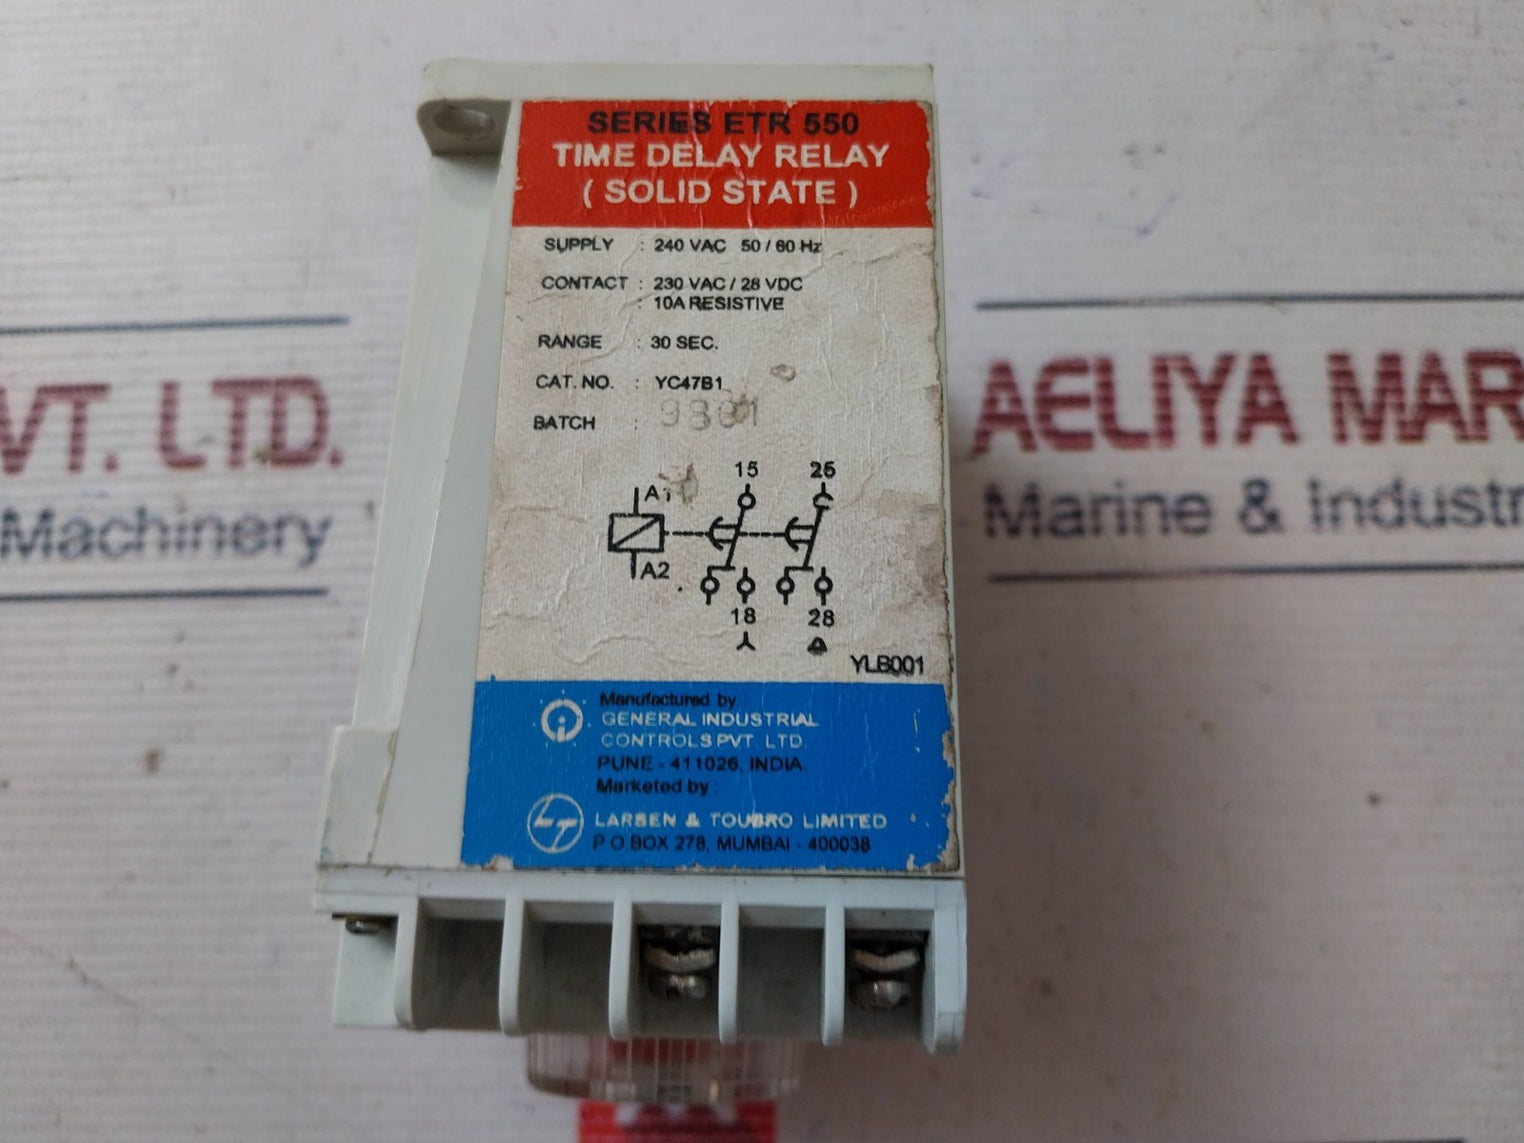 SERIES ETR 550
TIME DELAY RELAY
( SOLID STATE )
SUPPLY : 240 VAC 50 / 60 Hz
CONTACT : 230 VAC / 28 VDC
: 10A RESISTIVE
RANGE : 30 SEC.
CAT. NO. : YC47B1
BATCH :
15 25
A1
A2
18 28
YLB001
Manufactured by :
GENERAL INDUSTRIAL
CONTROLS PVT. LTD.
PUNE - 411026, INDIA.
Marketed by :
LT
LARSEN & TOUBRO LIMITED
P O BOX 278, MUMBAI - 400038
VT. LTD.
Machinery
AELIYA MAR
Marine & Industr